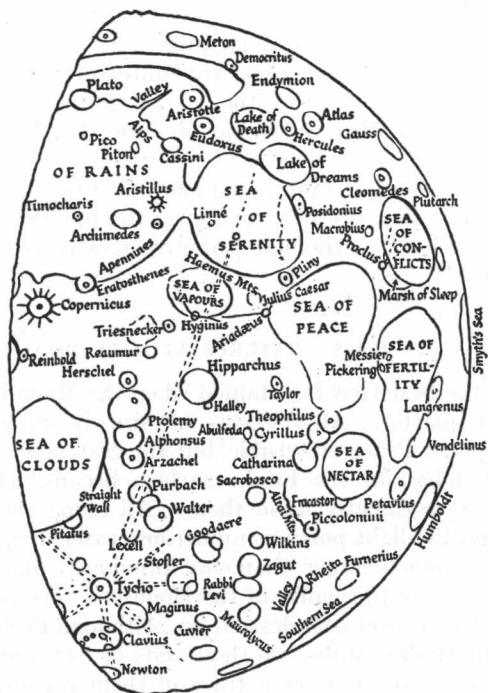 Meton
Democritus
Plato
Valley
Endymion
Aristotle
Lake of
Death
Atlas
Pico
Alps
Eudoxus
Hercules
Gauss
Piton
Cassini
Lake of
Dreams
OF RAINS
Aristillus
SEA
OF
SERENITY
Cleomedes
Plutarch
Timocharis
Linné
Posidonius
Macrobius
SEA
OF
CON-
FLICTS
Archimedes
Proclus
Apennines
Eratosthenes
Haemus Mts.
Pliny
Marsh of Sleep
Copernicus
SEA OF
VAPOURS
Julius Caesar
SEA OF
PEACE
Smyth's Sea
Triesnecker
Hyginus
Ariadæus
Reinhold
Reaumur
Messier
Pickering
SEA OF
FERTIL-
ITY
Herschel
Hipparchus
Taylor
Langrenus
Halley
Ptolemy
Theophilus
Abulfeda
Cyrillus
Vendelinus
SEA OF
CLOUDS
Alphonsus
Arzachel
Catharina
SEA
OF
NECTAR
Sacrobosco
Purbach
Straight
Wall
Altai Mts.
Fracastor
Petavius
Humboldt
Walter
Piccolomini
Pitatus
Lexell
Goodacre
Wilkins
Stofler
Zagut
Rheita
Furnerius
Tycho
Rabbi
Levi
Valley
Maginus
Southern Sea
Clavius
Cuvier
Maurolycus
Newton